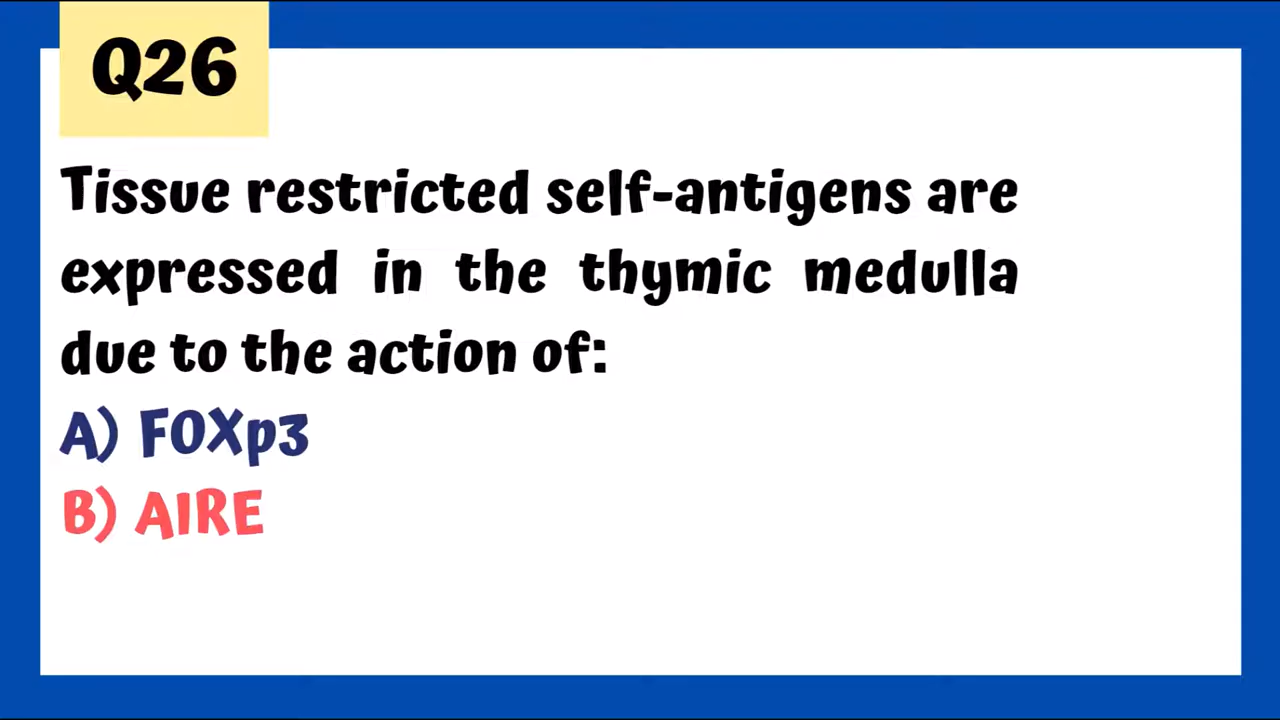 Q26
Tissue restricted self-antigens are
expressed in the thymic medulla
due to the action of:
A) FOXp3
B) AIRE